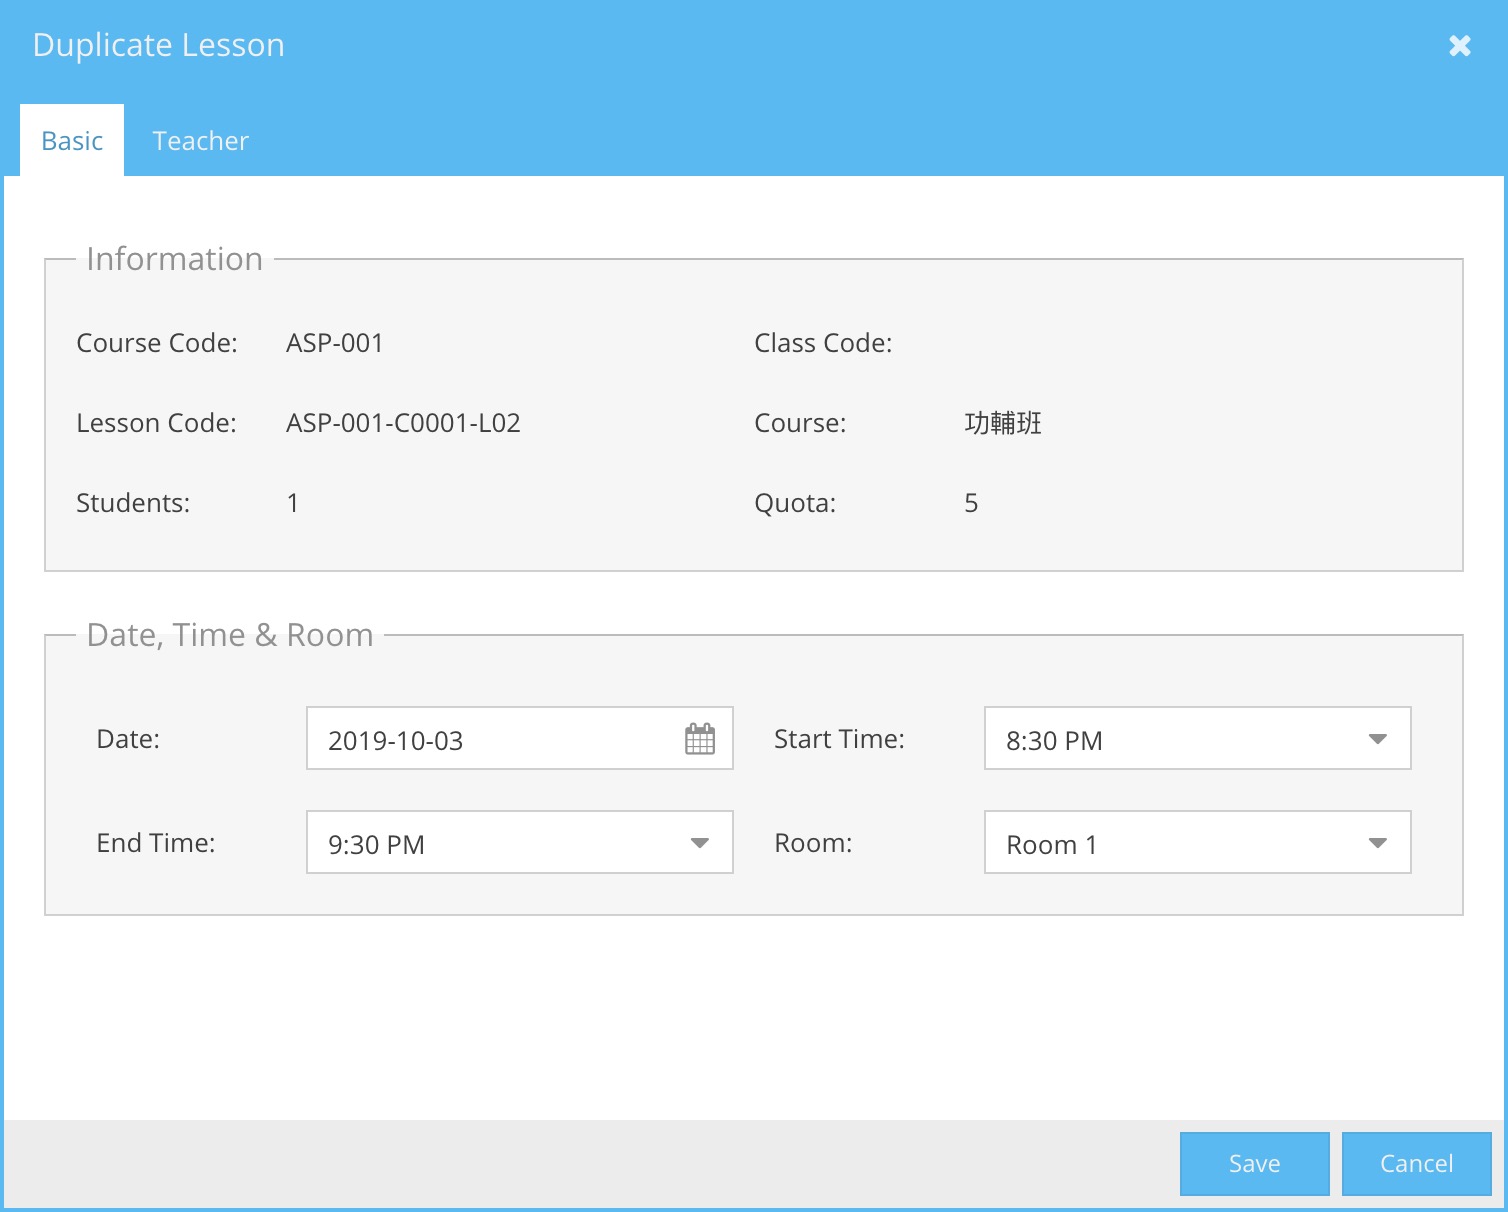 Duplicate Lesson
Basic Teacher
Information
Course Code: ASP-001 Class Code:
Lesson Code: ASP-001-C0001-L02 Course: 功輔班
Students: 1 Quota: 5
Date, Time & Room
Date: 2019-10-03 Start Time: 8:30 PM
End Time: 9:30 PM Room: Room 1
Save Cancel